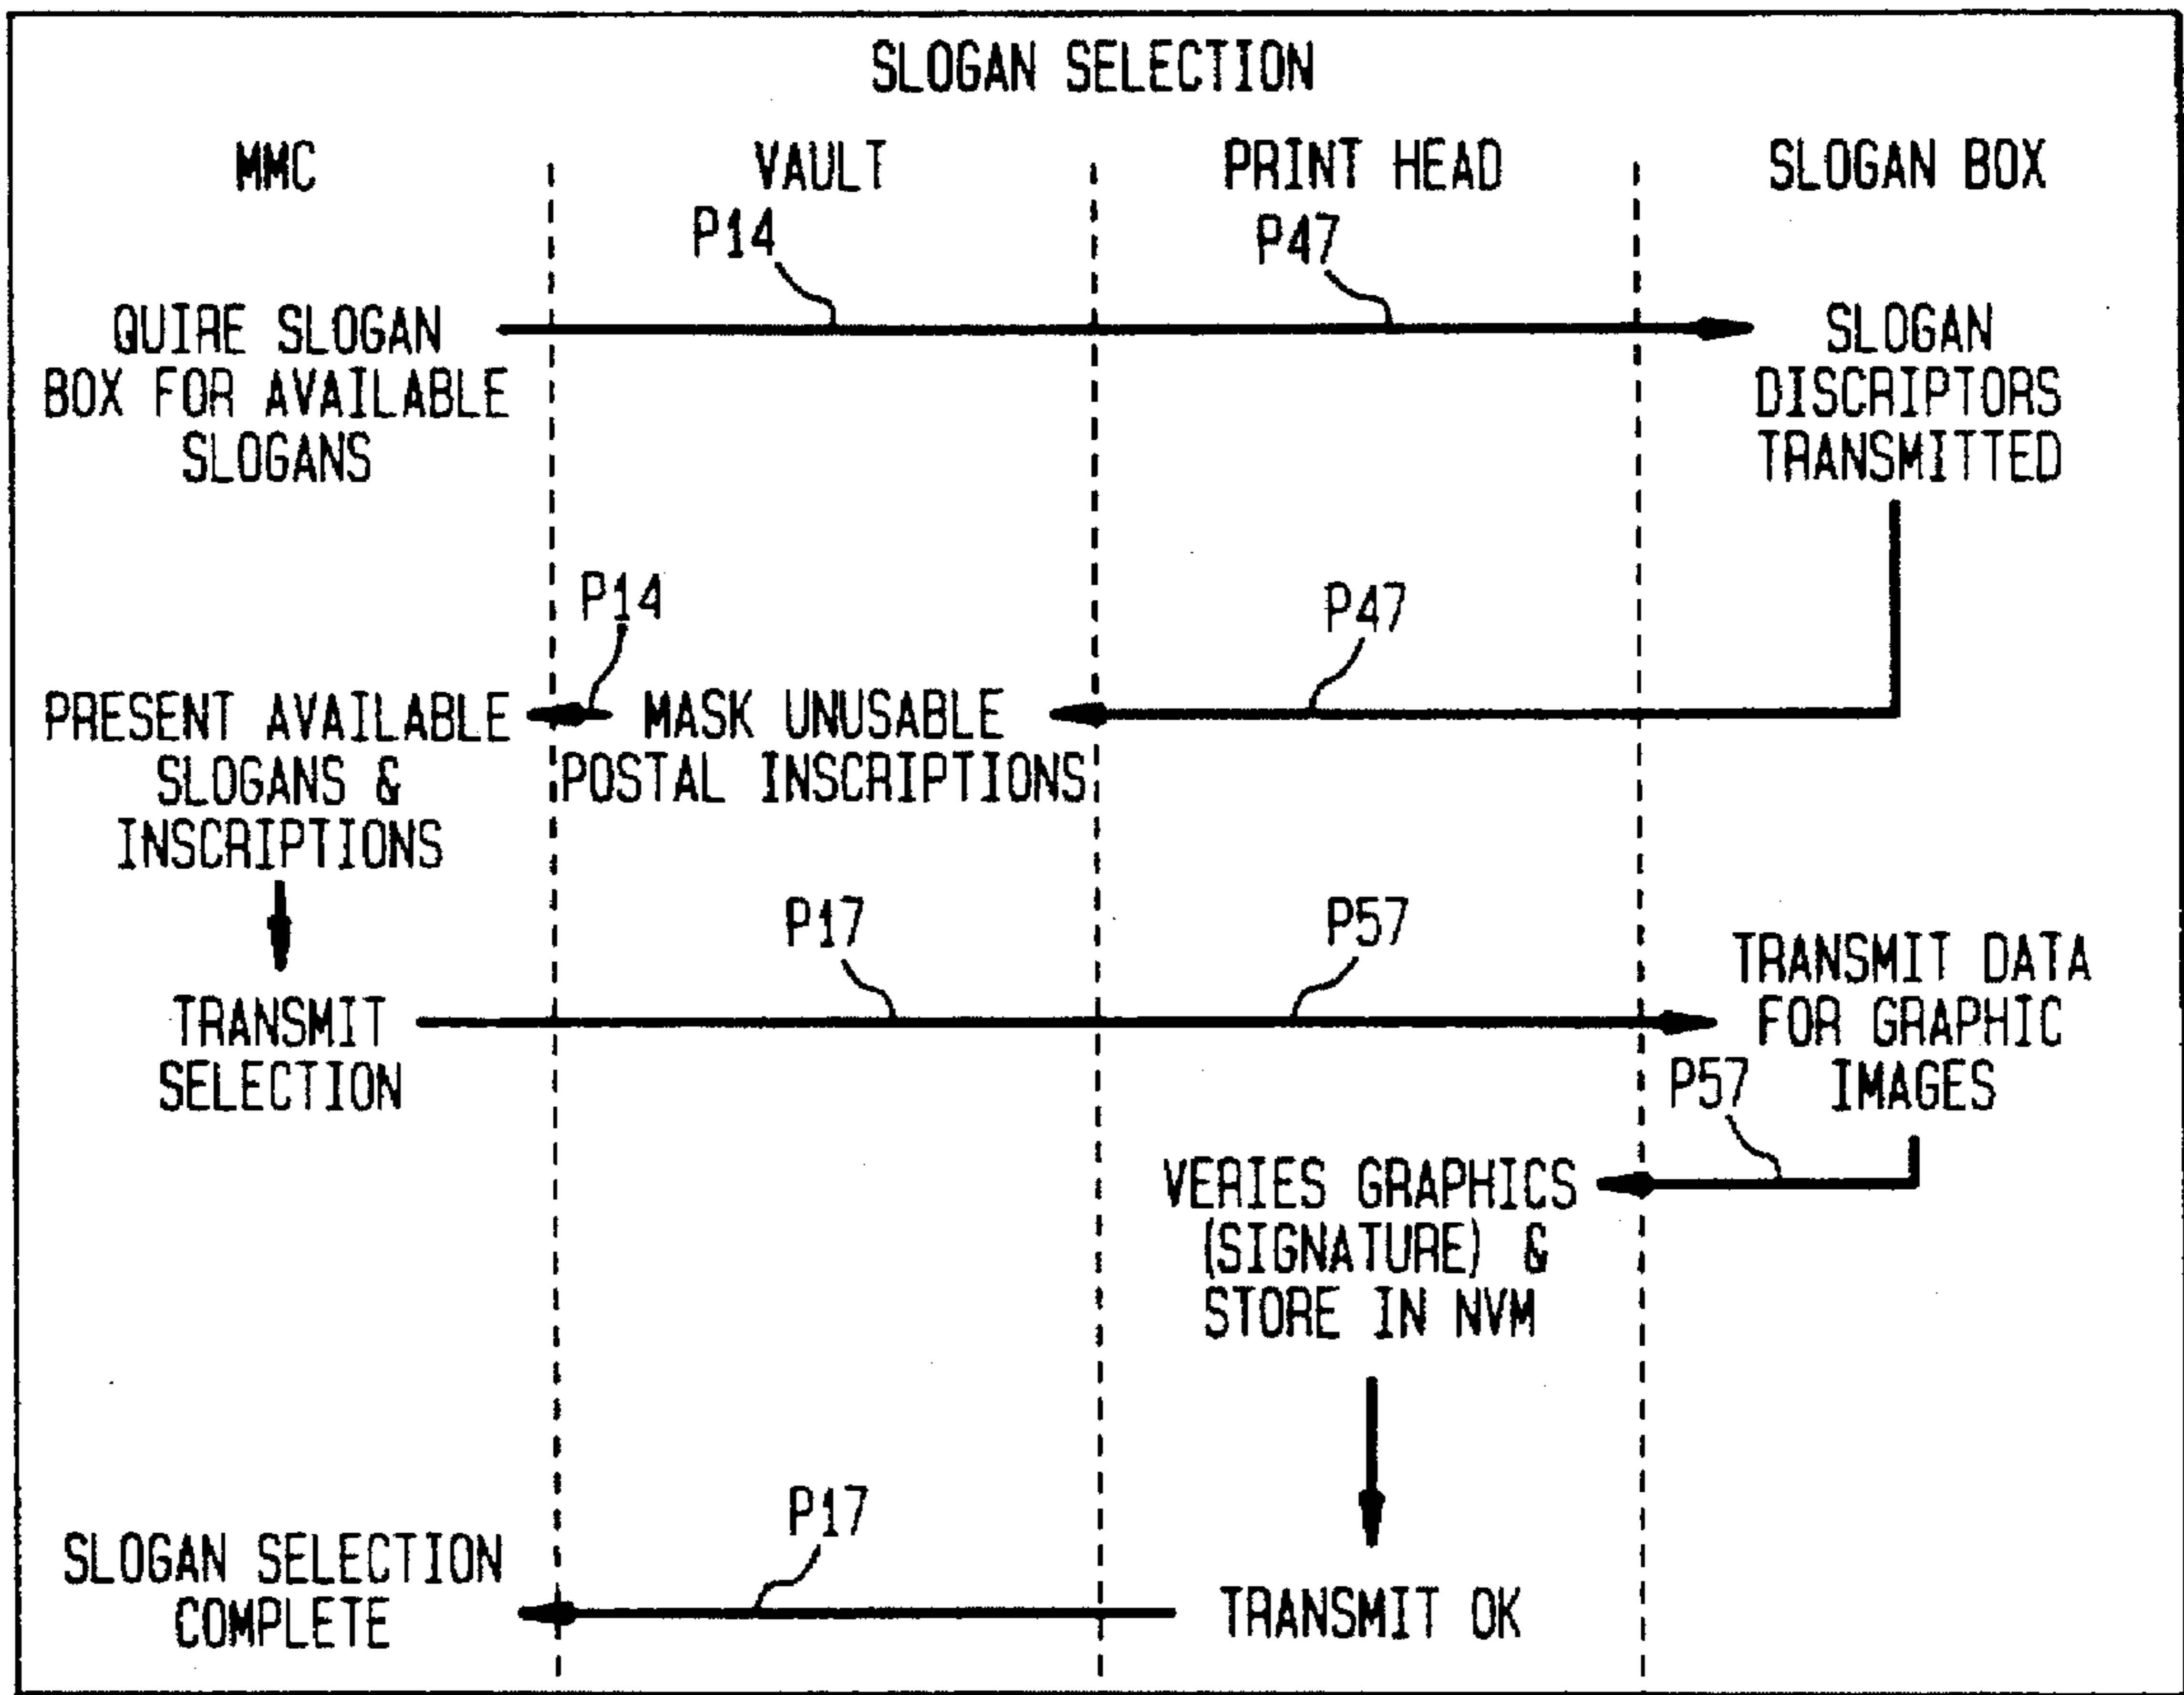 SLOGAN SELECTION
MMC
VAULT
PRINT HEAD
SLOGAN BOX
P14
P47
QUIRE SLOGAN
BOX FOR AVAILABLE
SLOGANS
SLOGAN
DISCRIPTORS
TRANSMITTED
P14
P47
PRESENT AVAILABLE
SLOGANS &
INSCRIPTIONS
MASK UNUSABLE
POSTAL INSCRIPTIONS
P17
P57
TRANSMIT
SELECTION
TRANSMIT DATA
FOR GRAPHIC
IMAGES
P57
VERIES GRAPHICS
(SIGNATURE) &
STORE IN NVM
P17
SLOGAN SELECTION
COMPLETE
TRANSMIT OK